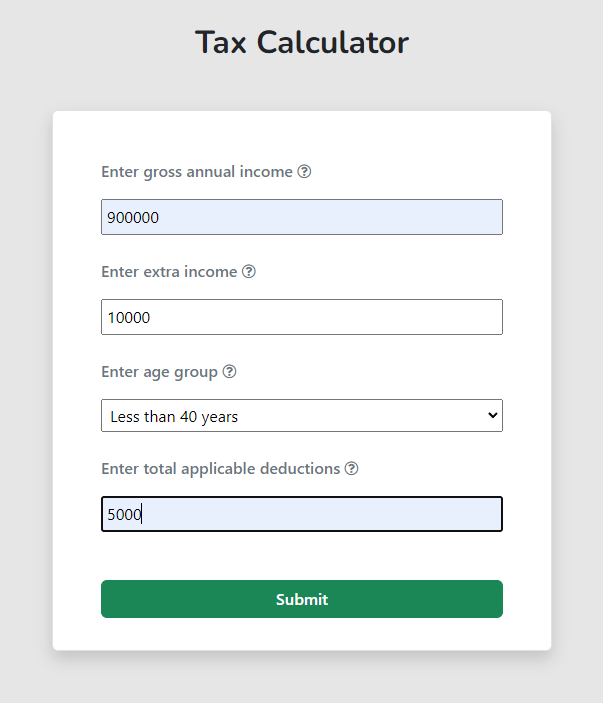 Tax Calculator
Enter gross annual income
900000
Enter extra income
10000
Enter age group
Less than 40 years
Enter total applicable deductions
5000
Submit